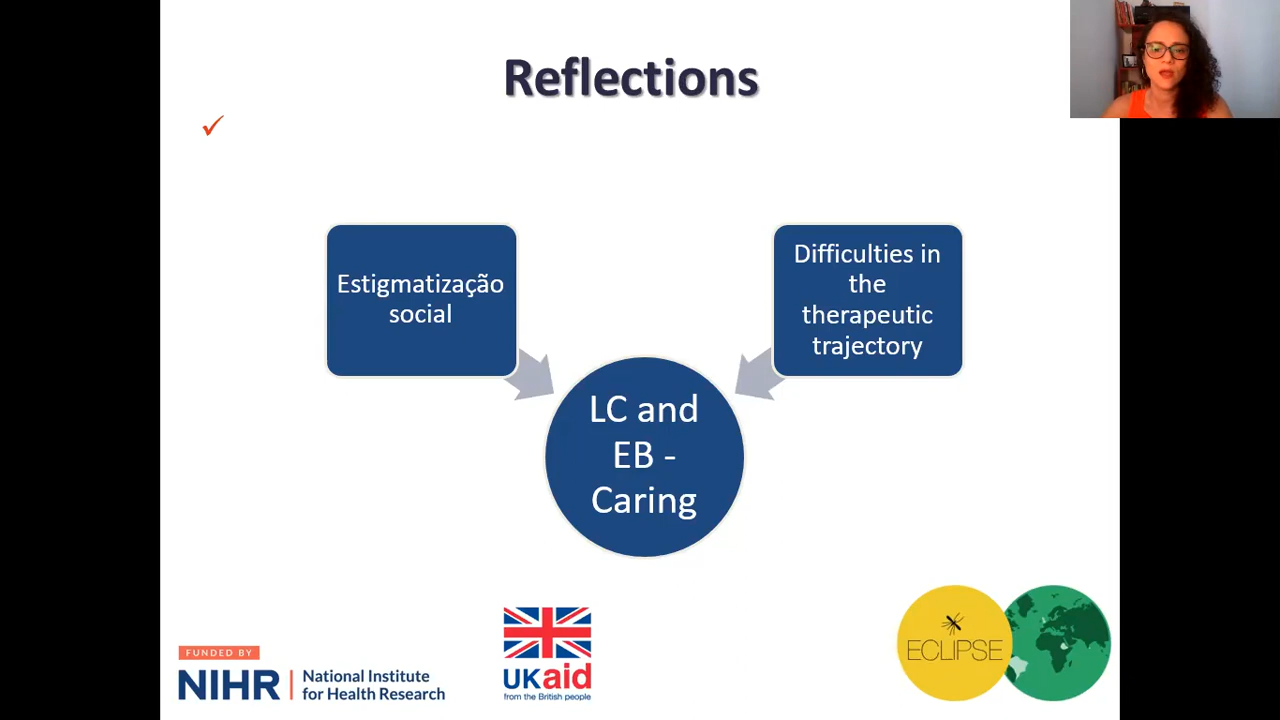 Reflections
✓
Estigmatização
social
Difficulties in
the
therapeutic
trajectory
LC and
EB -
Caring
FUNDED BY
NIHR | National Institute
for Health Research
UKaid
from the British people
ECLIPSE